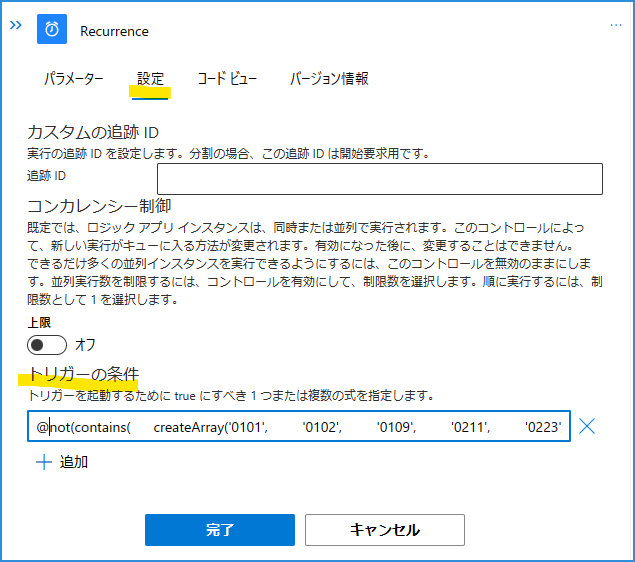 Recurrence
パラメーター 設定 コード ビュー バージョン情報
カスタムの追跡 ID
実行の追跡 ID を設定します。分割の場合、この追跡 ID は開始要求用です。
追跡 ID
コンカレンシー制御
既定では、ロジック アプリ インスタンスは、同時または並列で実行されます。このコントロールによっ
て、新しい実行がキューに入る方法が変更されます。有効になった後に、変更することはできません。
できるだけ多くの並列インスタンスを実行できるようにするには、このコントロールを無効のままにしま
す。並列実行数を制限するには、コントロールを有効にして、制限数を選択します。順に実行するには、制
限数として 1 を選択します。
上限
オフ
トリガーの条件
トリガーを起動するために true にすべき 1 つまたは複数の式を指定します。
@not(contains( createArray('0101', '0102', '0109', '0211', '0223'
追加
完了 キャンセル